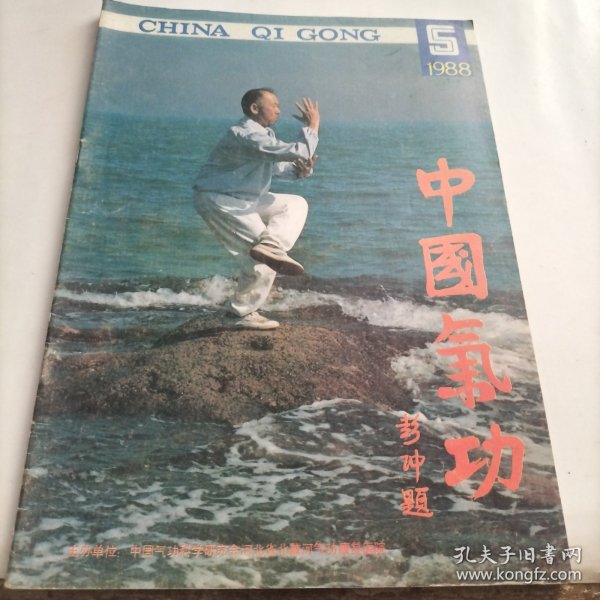 CHINA QI GONG
5
1988
中國氣功
彭冲題
主办单位: 中国气功科学研究会河北省北戴河气功康复医院
孔夫子旧书网
www.kongfz.com